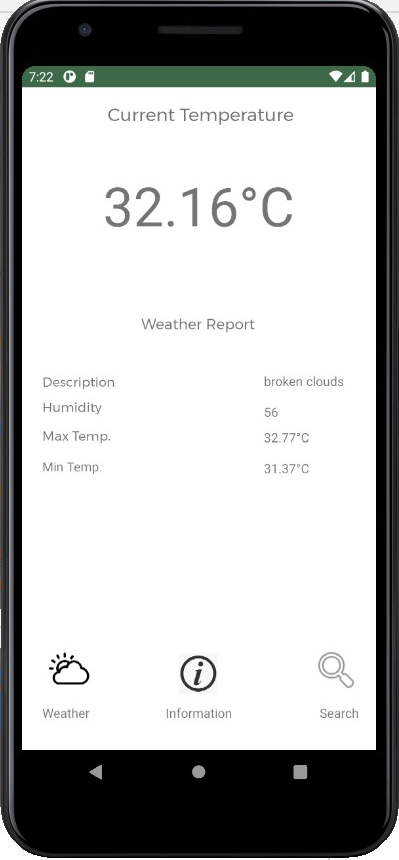 7:22
Current Temperature
32.16°C
Weather Report
Description broken clouds
Humidity 56
Max Temp. 32.77°C
Min Temp. 31.37°C
Weather Information Search